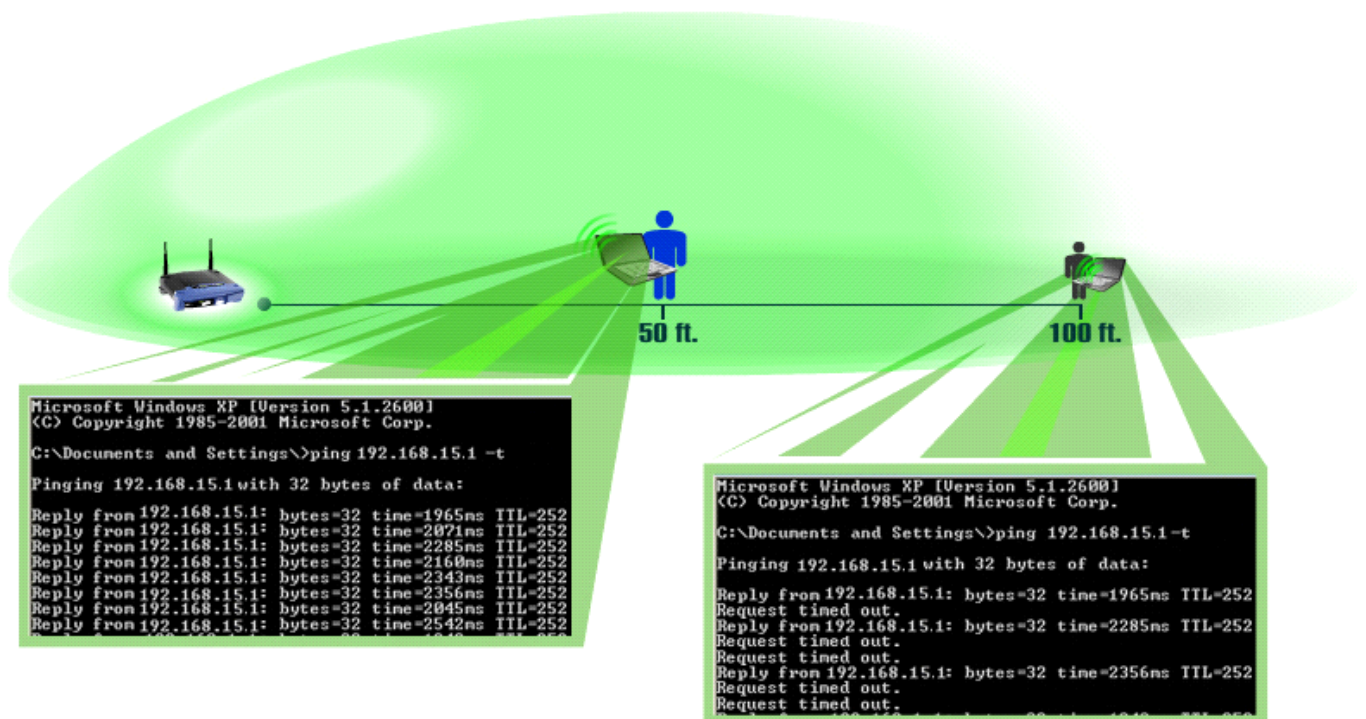 50 ft.
100 ft.
Microsoft Windows XP [Version 5.1.2600]
(C) Copyright 1985-2001 Microsoft Corp.
C:\Documents and Settings\>ping 192.168.15.1 -t
Pinging 192.168.15.1 with 32 bytes of data:
Reply from 192.168.15.1: bytes=32 time=1965ms TTL=252
Reply from 192.168.15.1: bytes=32 time=2071ms TTL=252
Reply from 192.168.15.1: bytes=32 time=2285ms TTL=252
Reply from 192.168.15.1: bytes=32 time=2160ms TTL=252
Reply from 192.168.15.1: bytes=32 time=2343ms TTL=252
Reply from 192.168.15.1: bytes=32 time=2356ms TTL=252
Reply from 192.168.15.1: bytes=32 time=2045ms TTL=252
Reply from 192.168.15.1: bytes=32 time=2542ms TTL=252
Microsoft Windows XP [Version 5.1.2600]
(C) Copyright 1985-2001 Microsoft Corp.
C:\Documents and Settings\>ping 192.168.15.1 -t
Pinging 192.168.15.1 with 32 bytes of data:
Reply from 192.168.15.1: bytes=32 time=1965ms TTL=252
Request timed out.
Reply from 192.168.15.1: bytes=32 time=2285ms TTL=252
Request timed out.
Request timed out.
Reply from 192.168.15.1: bytes=32 time=2356ms TTL=252
Request timed out.
Request timed out.